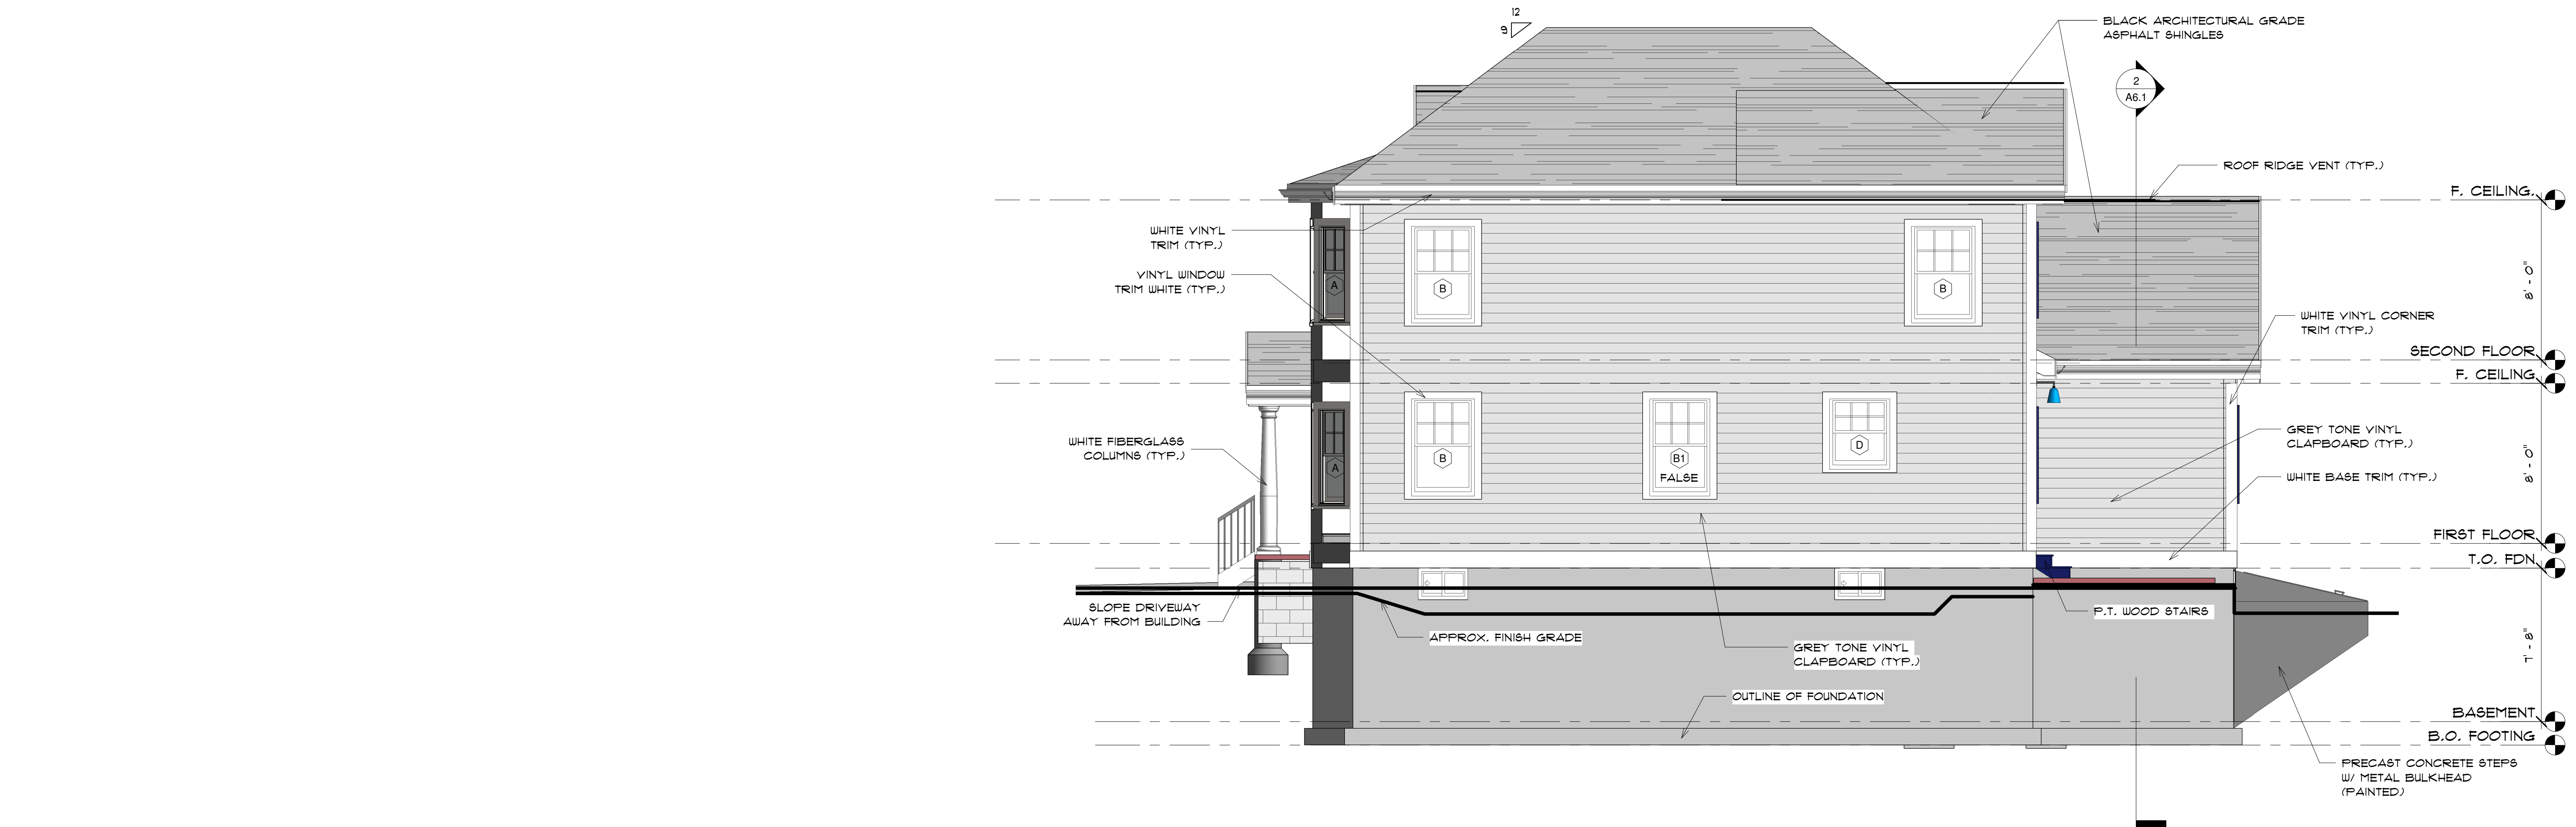 12
9
BLACK ARCHITECTURAL GRADE
ASPHALT SHINGLES
2
A6.1
ROOF RIDGE VENT (TYP.)
F. CEILING.
WHITE VINYL
TRIM (TYP.)
VINYL WINDOW
TRIM WHITE (TYP.)
A
B
B
8' - 0"
WHITE VINYL CORNER
TRIM (TYP.)
SECOND FLOOR
F. CEILING
WHITE FIBERGLASS
COLUMNS (TYP.)
A
B
B1
FALSE
D
GREY TONE VINYL
CLAPBOARD (TYP.)
8' - 0"
WHITE BASE TRIM (TYP.)
FIRST FLOOR
T.O. FDN
SLOPE DRIVEWAY
AWAY FROM BUILDING
P.T. WOOD STAIRS
APPROX. FINISH GRADE
GREY TONE VINYL
CLAPBOARD (TYP.)
7' - 8"
OUTLINE OF FOUNDATION
BASEMENT
B.O. FOOTING
PRECAST CONCRETE STEPS
W/ METAL BULKHEAD
(PAINTED)